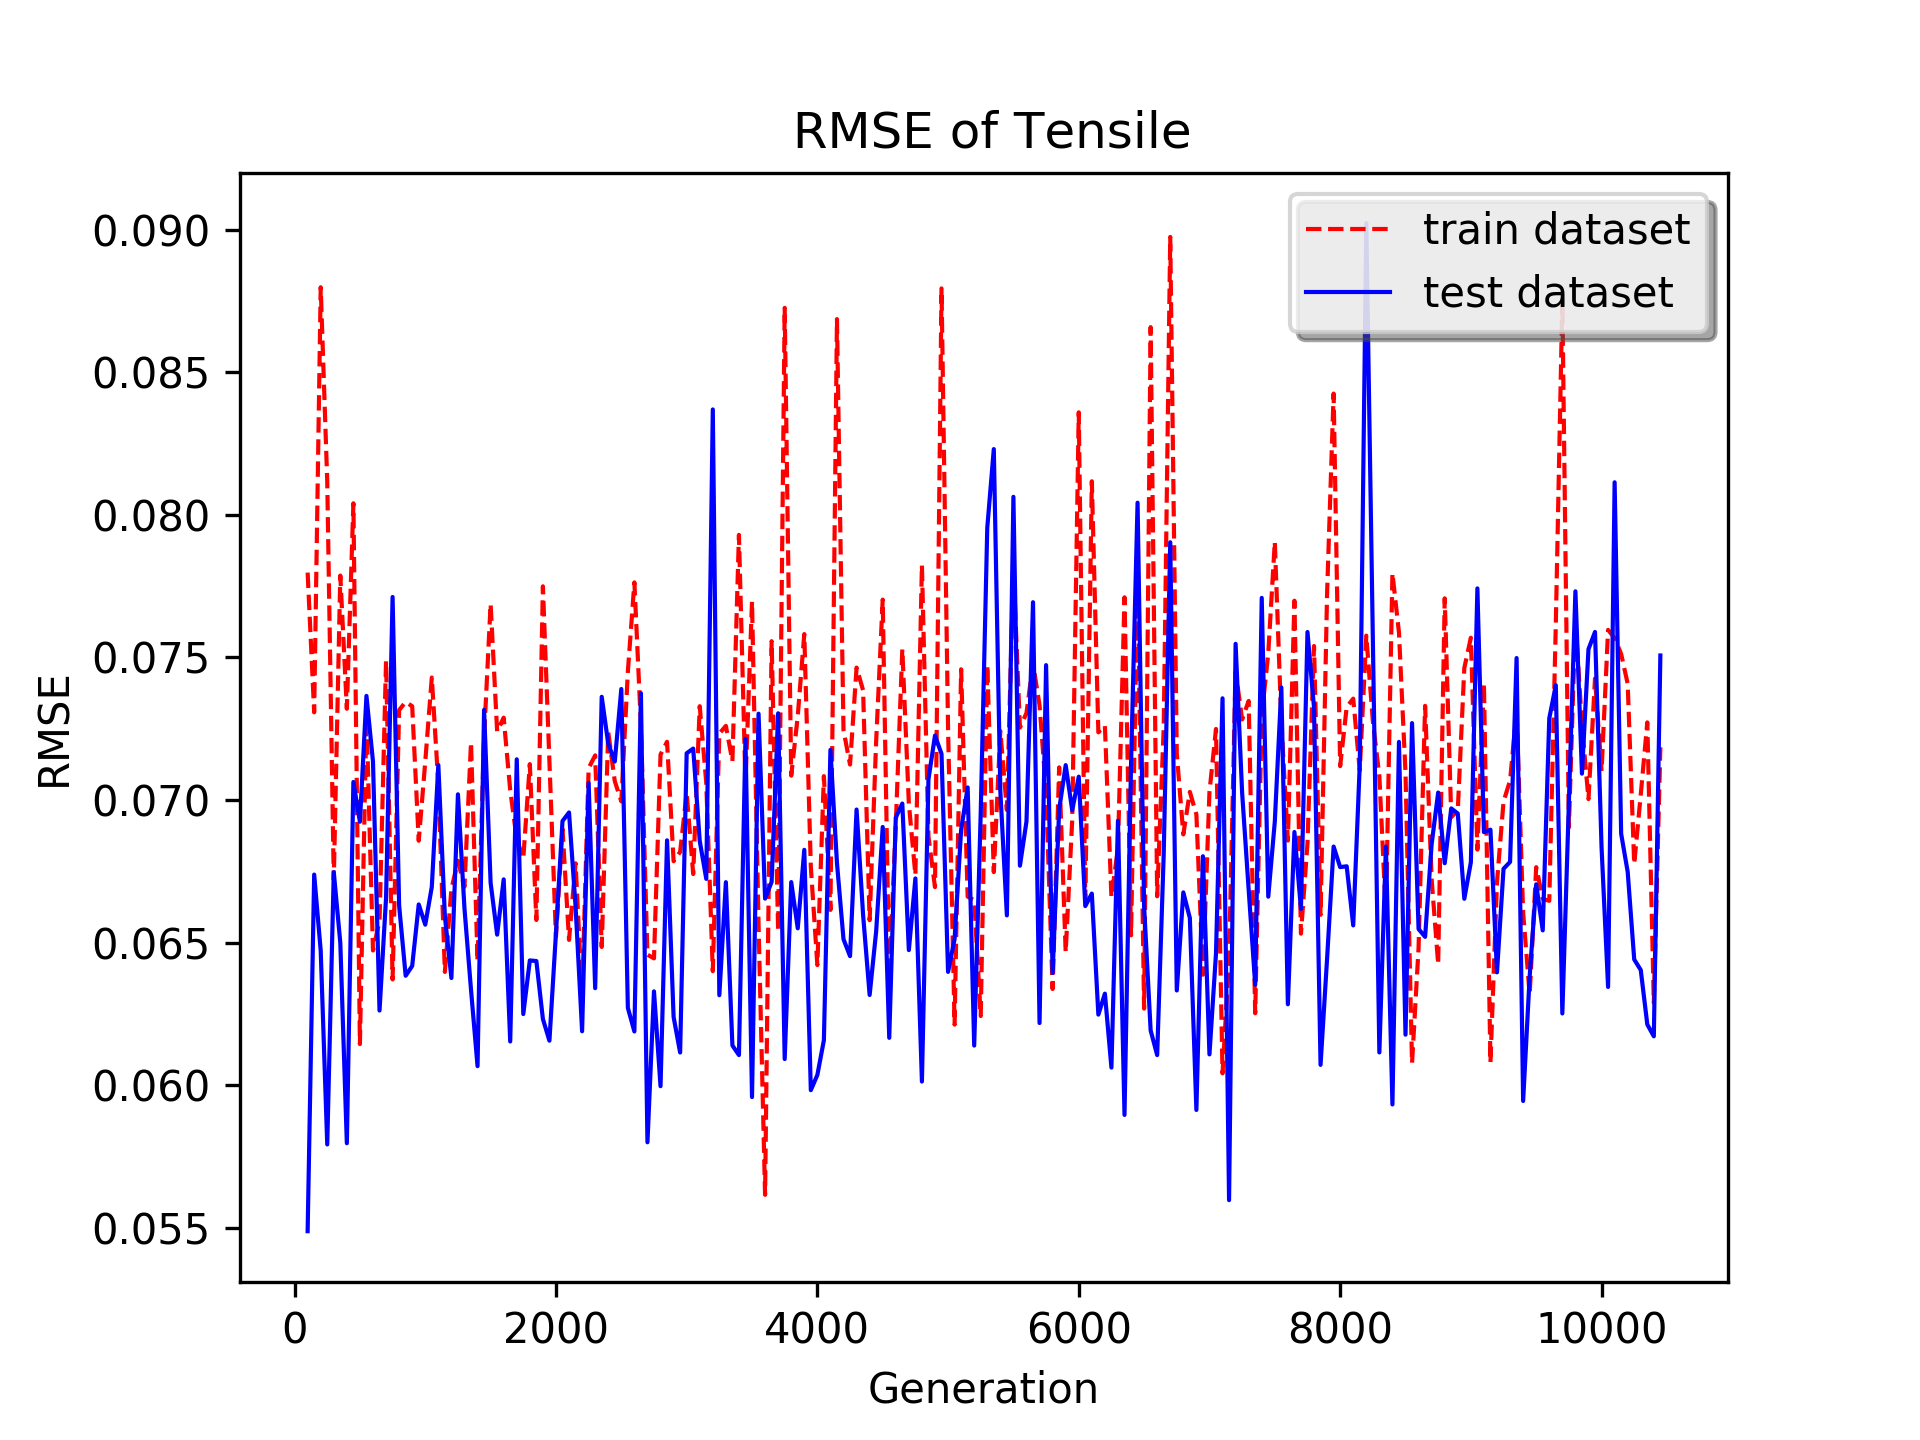 RMSE of Tensile
train dataset
test dataset
0.090
0.085
0.080
0.075
0.070
0.065
0.060
0.055
RMSE
0 2000 4000 6000 8000 10000
Generation